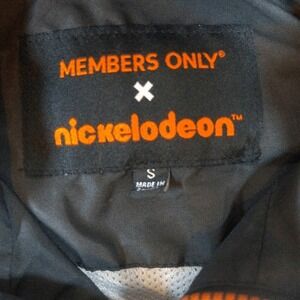 MEMBERS ONLY®
X
nickelodeon™
S
MADE IN